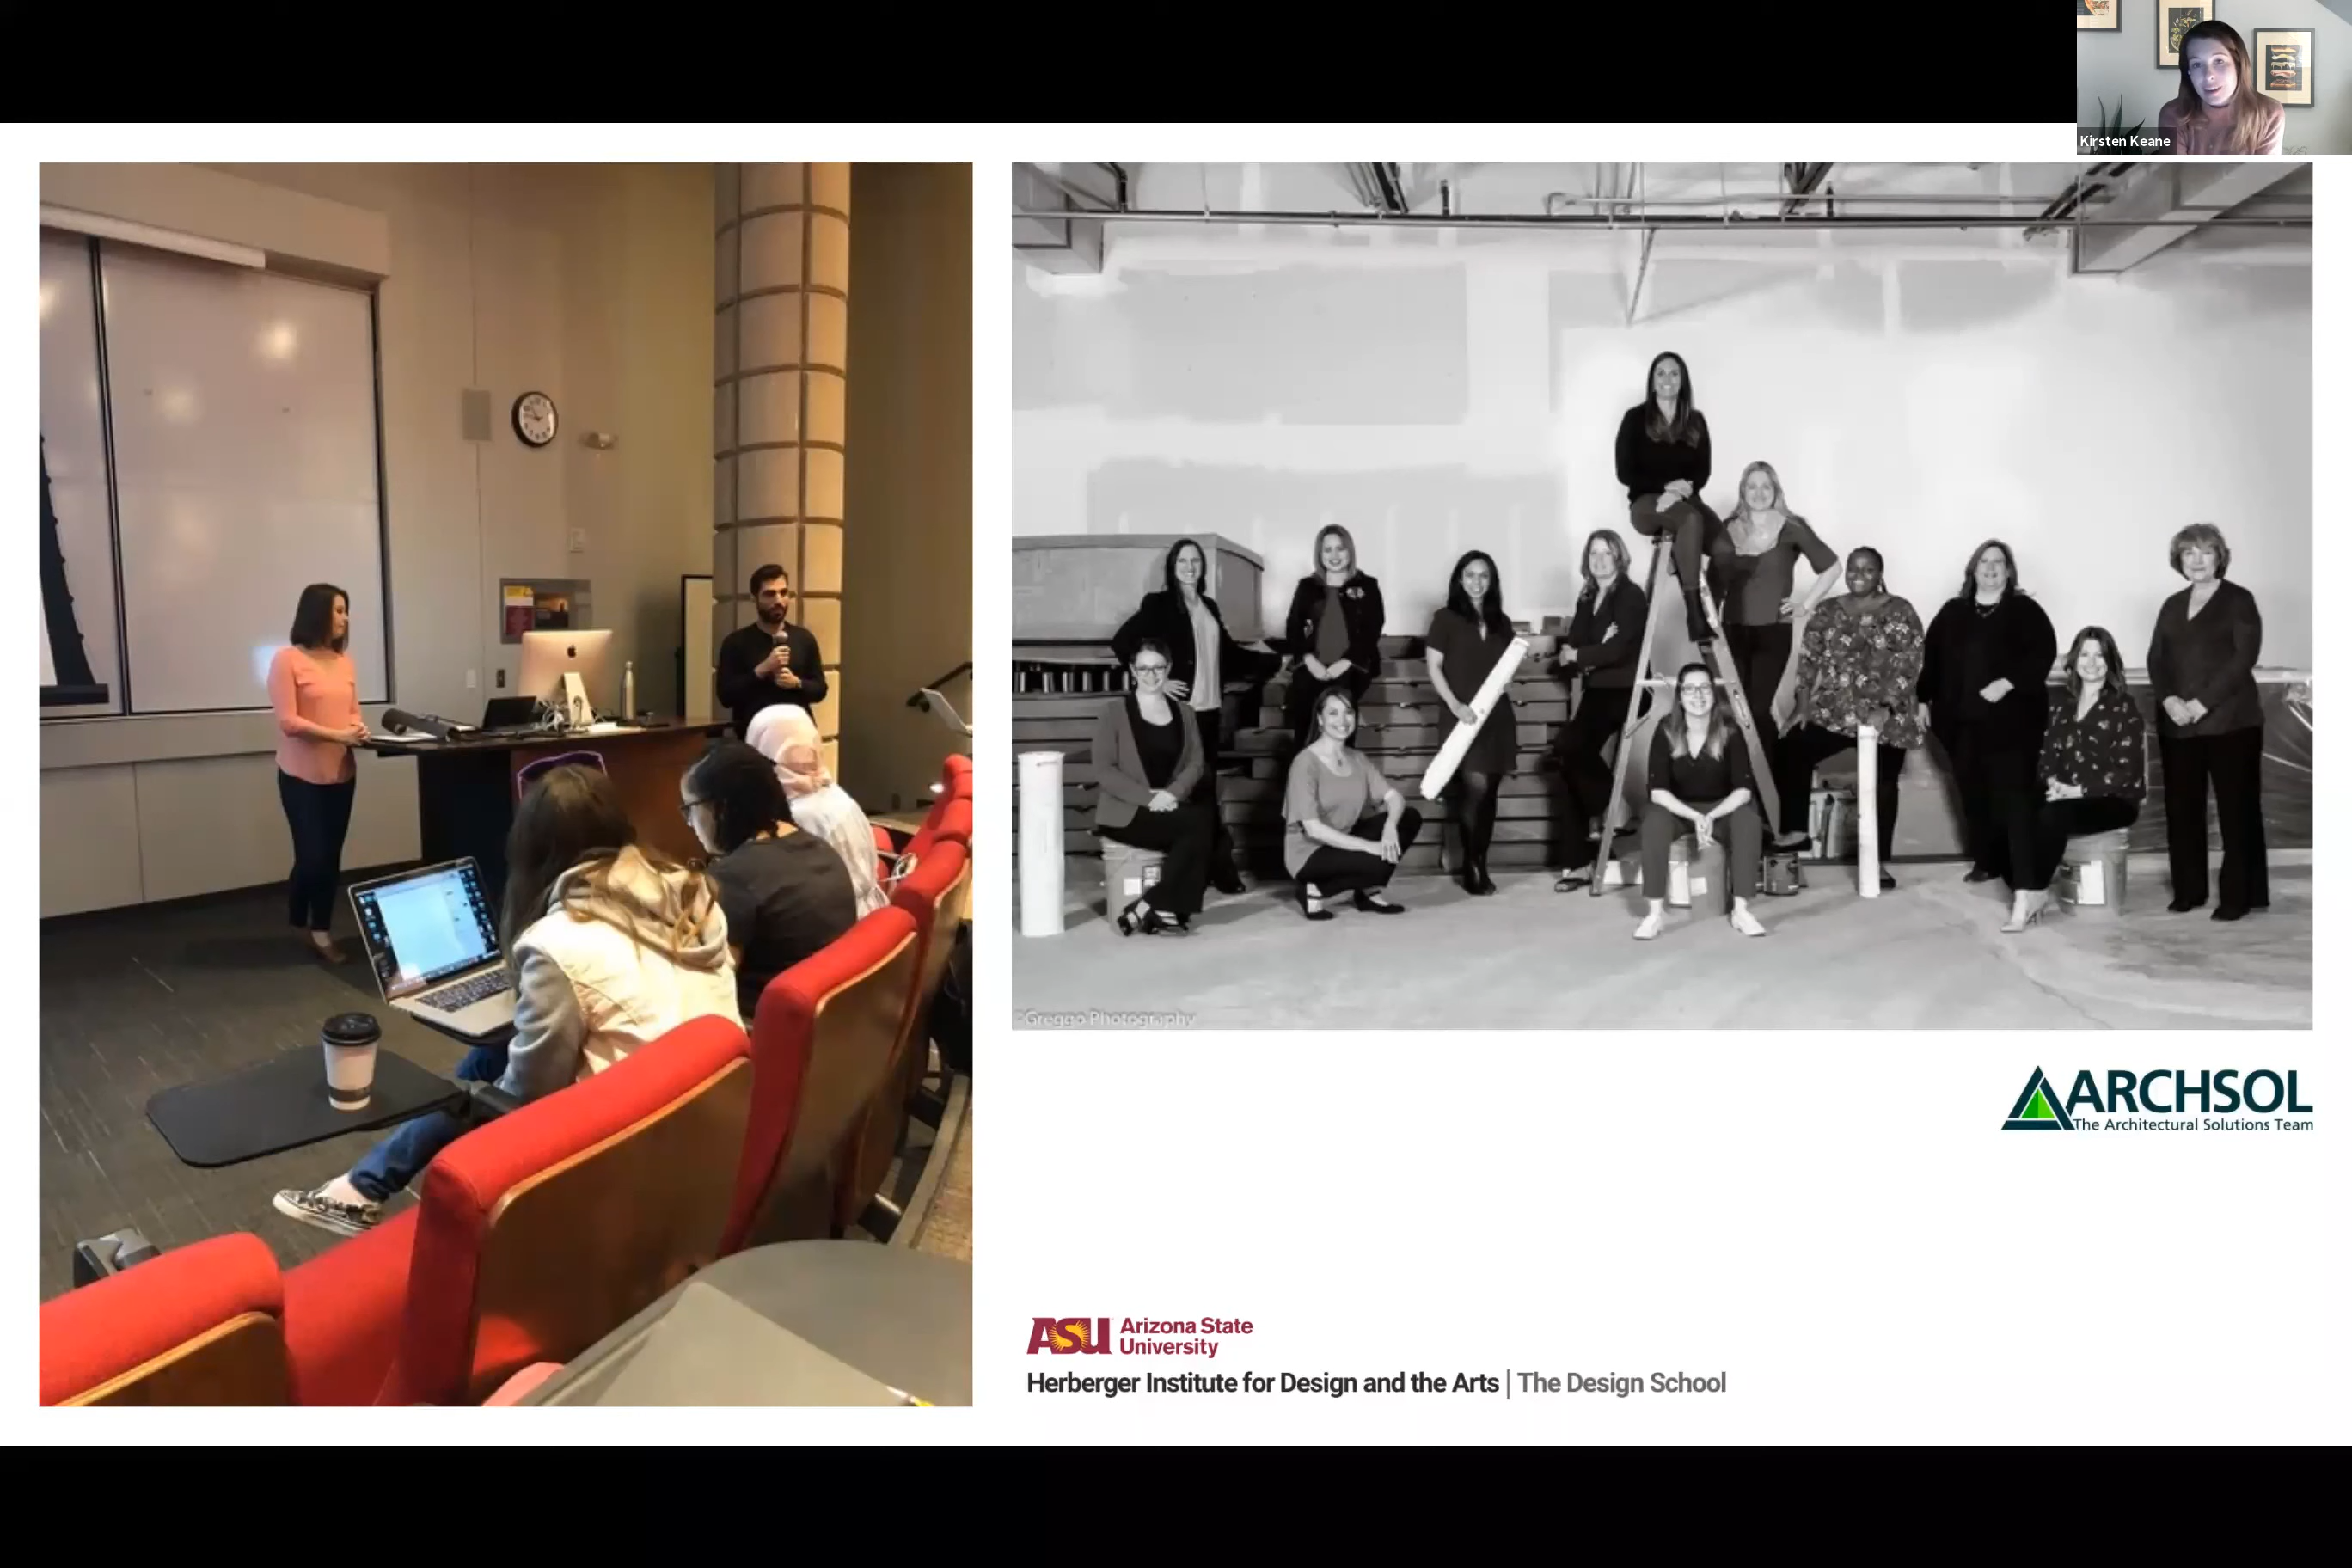 Kirsten Keane
©Greggo Photography
ARCHSOL
The Architectural Solutions Team
ASU Arizona State
University
Herberger Institute for Design and the Arts | The Design School